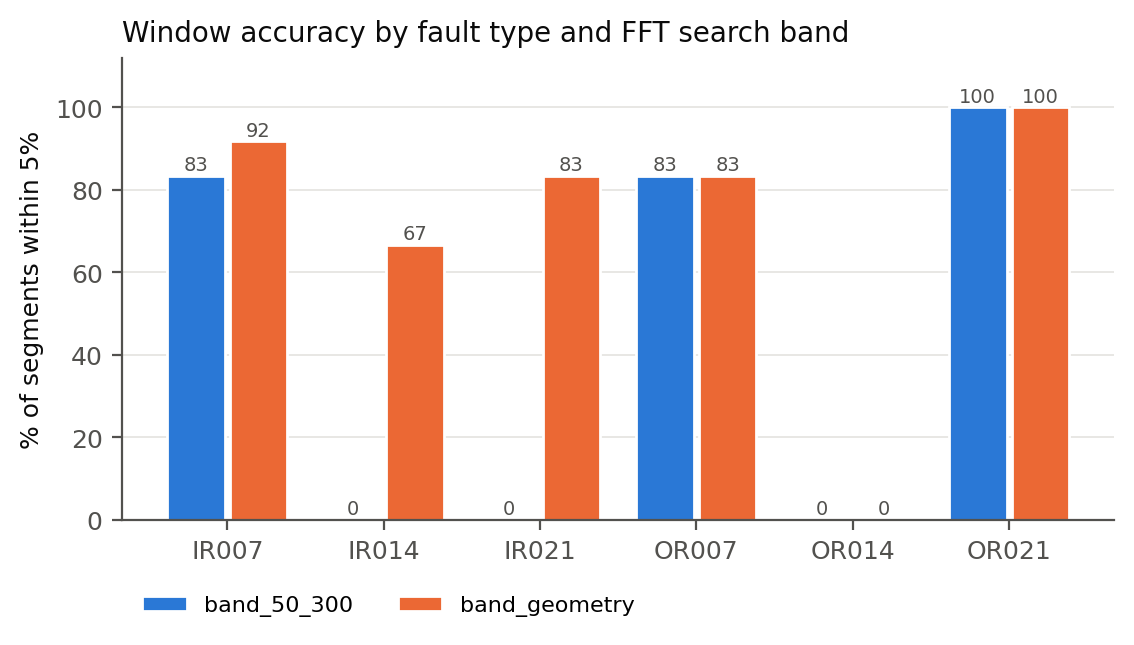 Window accuracy by fault type and FFT search band
% of segments within 5%
100
80
60
40
20
0
83
92
0
67
0
83
83
83
0
0
100
100
IR007
IR014
IR021
OR007
OR014
OR021
band_50_300
band_geometry